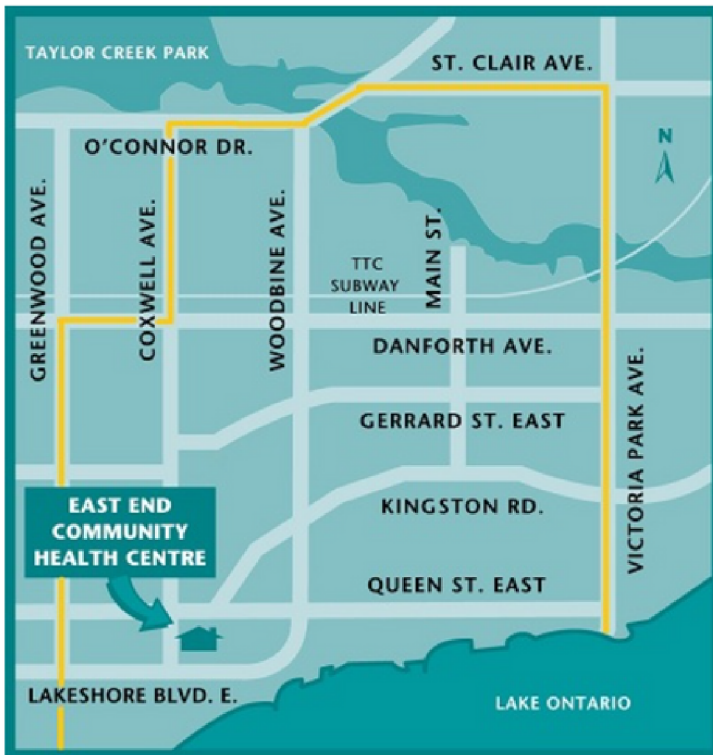 TAYLOR CREEK PARK
ST. CLAIR AVE.
O'CONNOR DR.
N
GREENWOOD AVE.
COXWELL AVE.
WOODBINE AVE.
TTC
SUBWAY
LINE
MAIN ST.
DANFORTH AVE.
VICTORIA PARK AVE.
GERRARD ST. EAST
EAST END
COMMUNITY
HEALTH CENTRE
KINGSTON RD.
QUEEN ST. EAST
LAKESHORE BLVD. E.
LAKE ONTARIO